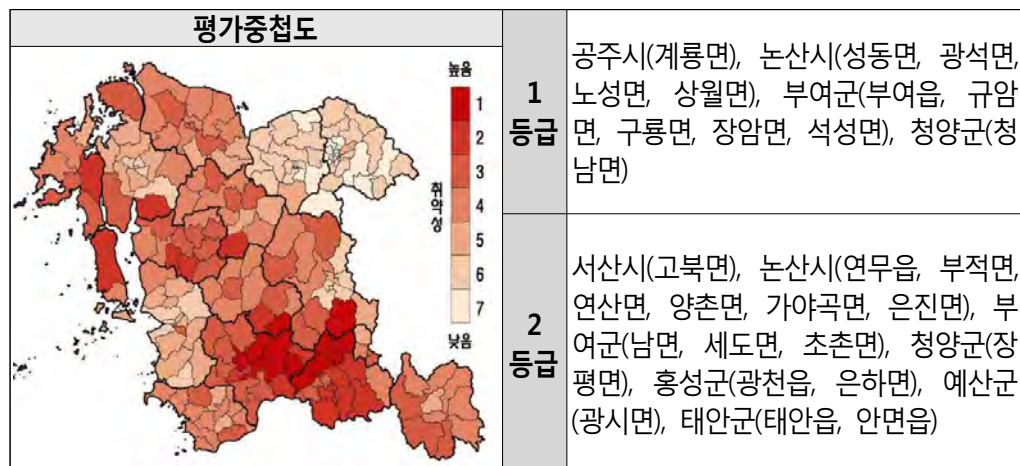 평가중첩도
높음
1
2
3
4
5
6
7
낮음
취약성
1
등급
공주시(계룡면), 논산시(성동면, 광석면,
노성면, 상월면), 부여군(부여읍, 규암
면, 구룡면, 장암면, 석성면), 청양군(청
남면)
2
등급
서산시(고북면), 논산시(연무읍, 부적면,
연산면, 양촌면, 가야곡면, 은진면), 부
여군(남면, 세도면, 초촌면), 청양군(장
평면), 홍성군(광천읍, 은하면), 예산군
(광시면), 태안군(태안읍, 안면읍)